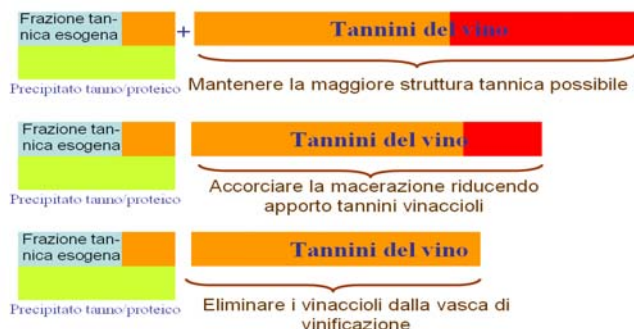 Frazione tan-
nica esogena
+
Tannini del vino
Precipitato tanno/proteico
Mantenere la maggiore struttura tannica possibile
Frazione tan-
nica esogena
Tannini del vino
Precipitato tanno/proteico
Accorciare la macerazione riducendo
apporto tannini vinaccioli
Frazione tan-
nica esogena
Tannini del vino
Precipitato tanno/proteico
Eliminare i vinaccioli dalla vasca di
vinificazione